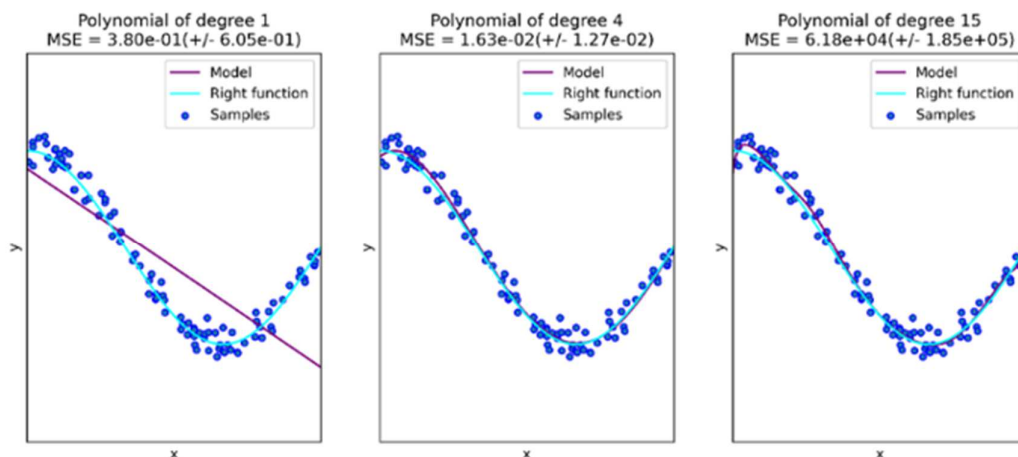 Polynomial of degree 1
MSE = 3.80e-01(+/- 6.05e-01)
Model
Right function
Samples
y
x
Polynomial of degree 4
MSE = 1.63e-02(+/- 1.27e-02)
Model
Right function
Samples
y
x
Polynomial of degree 15
MSE = 6.18e+04(+/- 1.85e+05)
Model
Right function
Samples
y
x